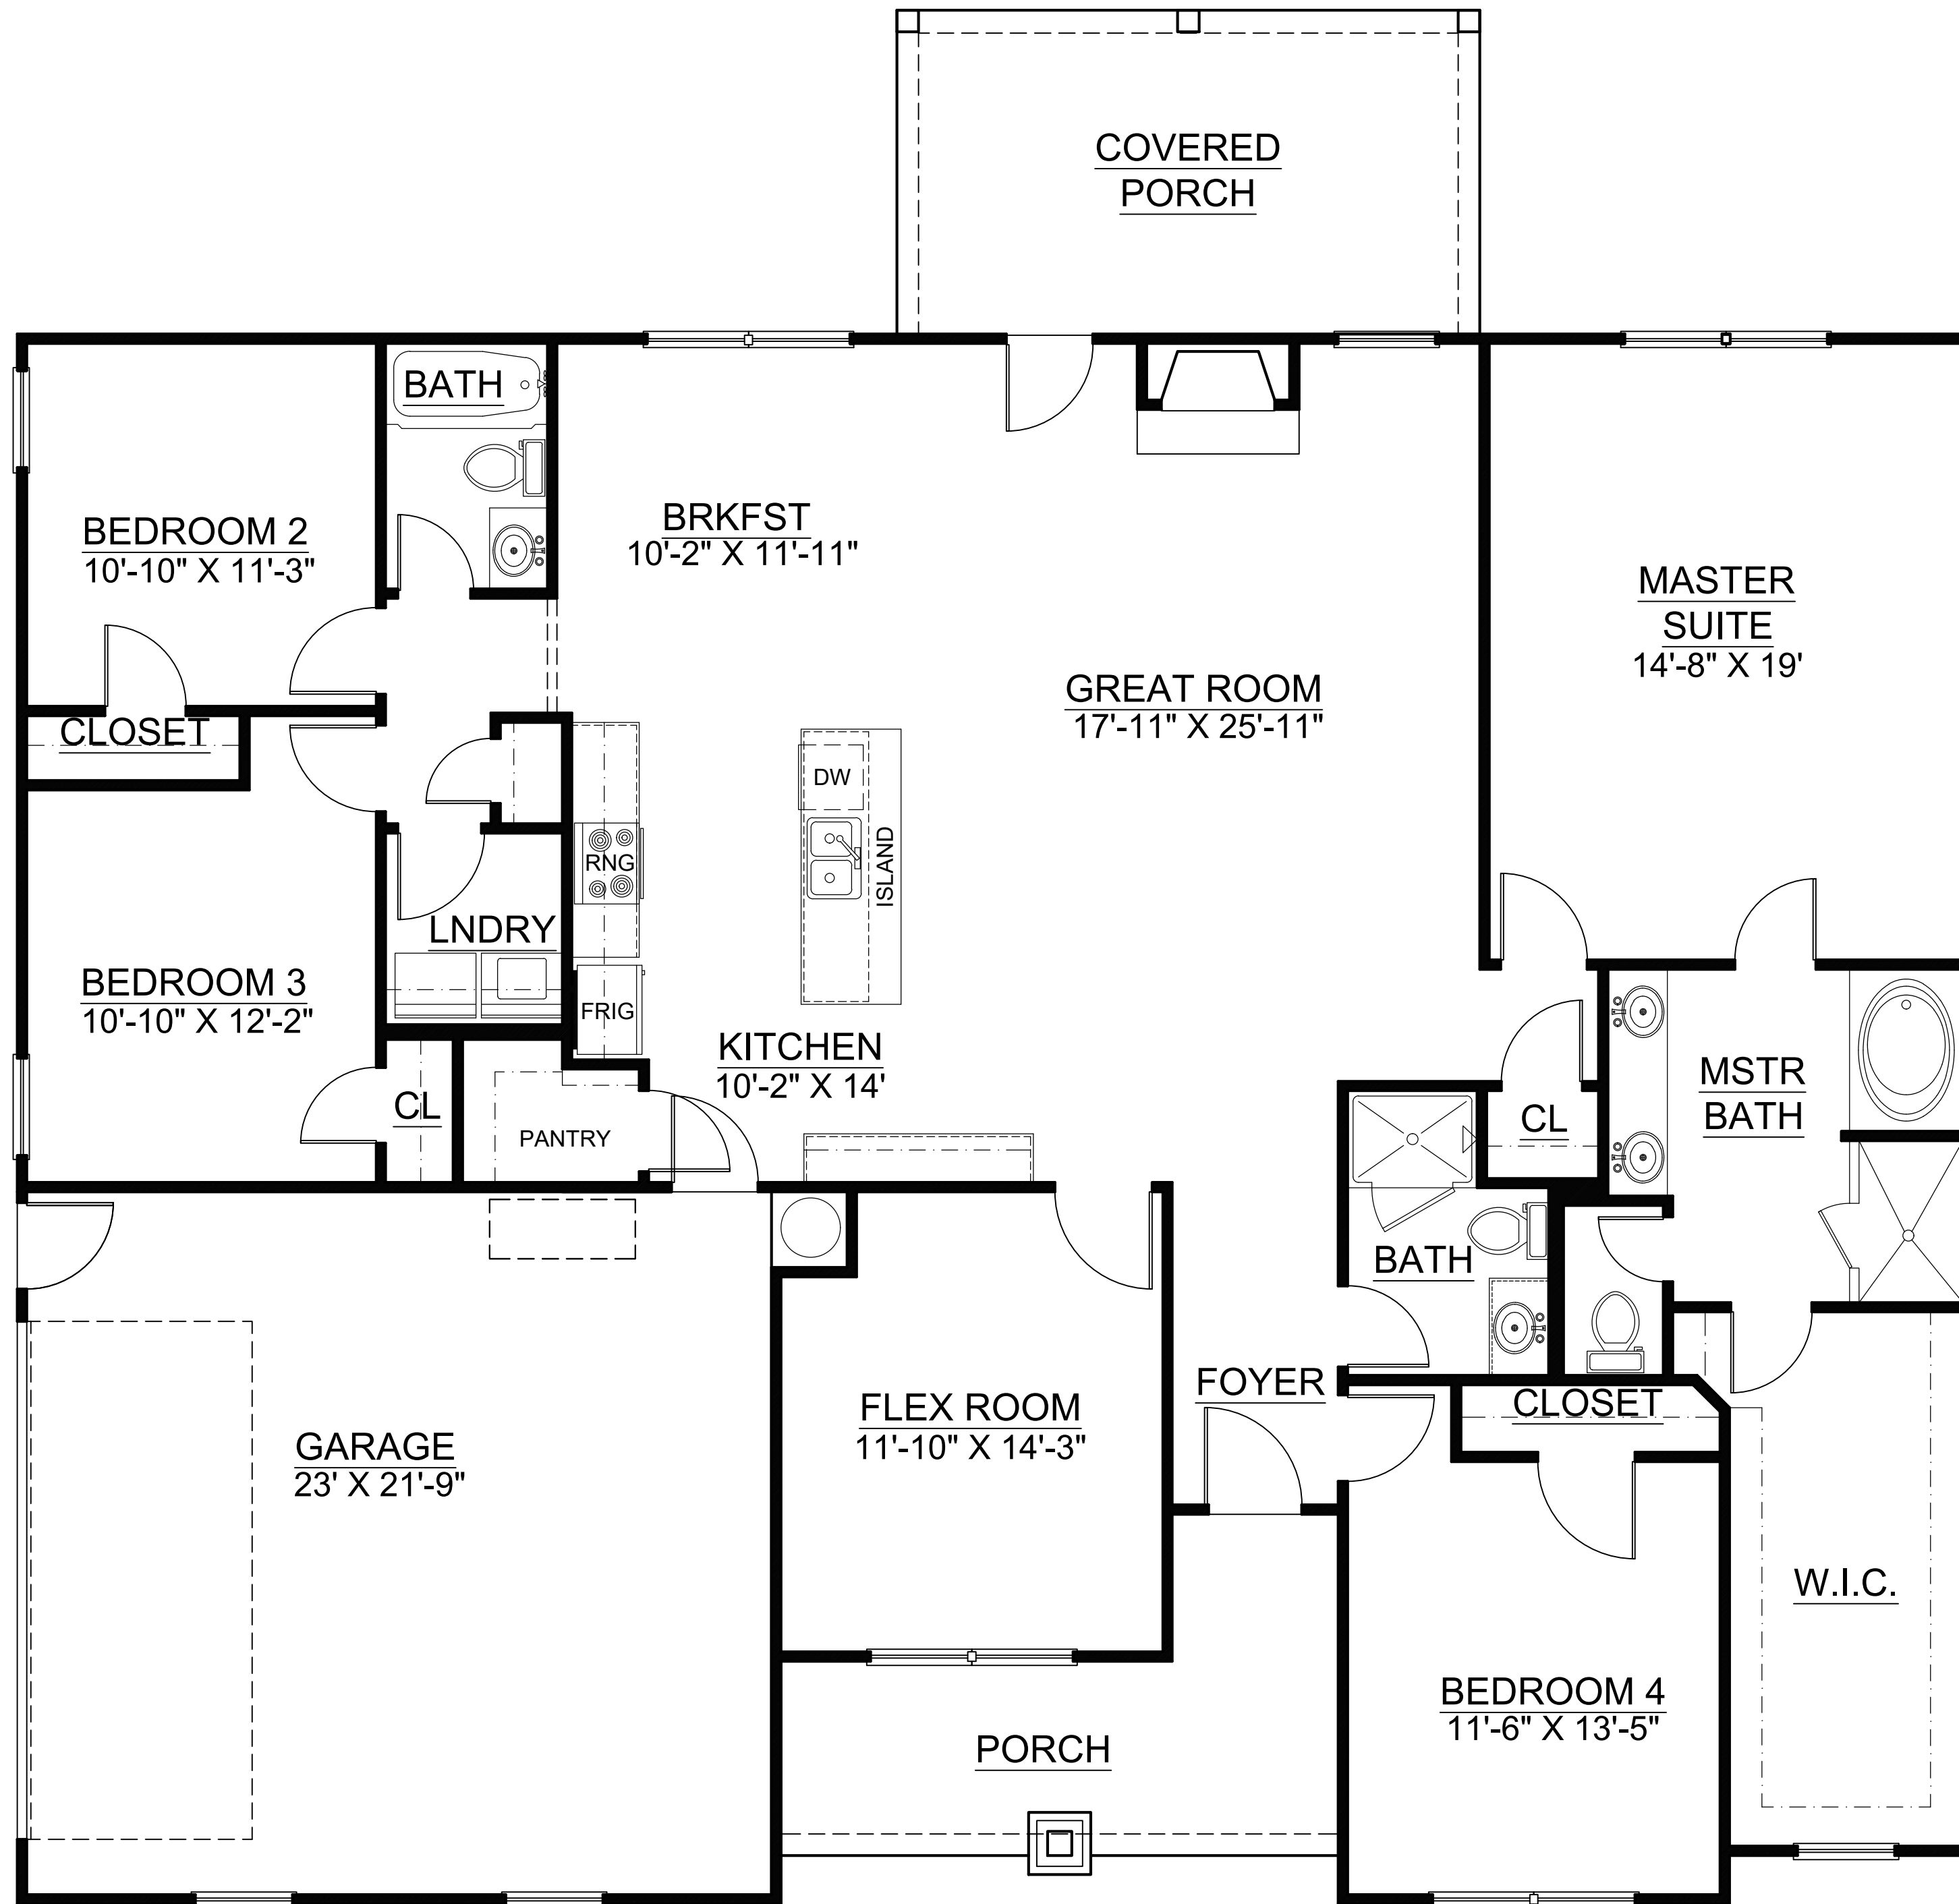 COVERED
PORCH
BATH
BEDROOM 2
10'-10" X 11'-3"
BRKFST
10'-2" X 11'-11"
MASTER
SUITE
14'-8" X 19'
GREAT ROOM
17'-11" X 25'-11"
CLOSET
DW
RNG
ISLAND
LNDRY
BEDROOM 3
10'-10" X 12'-2"
FRIG
KITCHEN
10'-2" X 14'
MSTR
BATH
CL
PANTRY
CL
BATH
FOYER
CLOSET
FLEX ROOM
11'-10" X 14'-3"
GARAGE
23' X 21'-9"
W.I.C.
BEDROOM 4
11'-6" X 13'-5"
PORCH